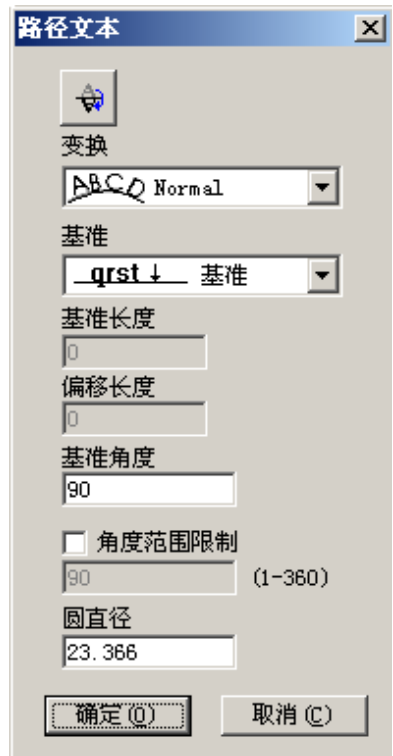 路径文本
变换
ABCD Normal
基准
qrst↓ 基准
基准长度
0
偏移长度
0
基准角度
90
角度范围限制
90 (1-360)
圆直径
23.366
确定(O) 取消(C)